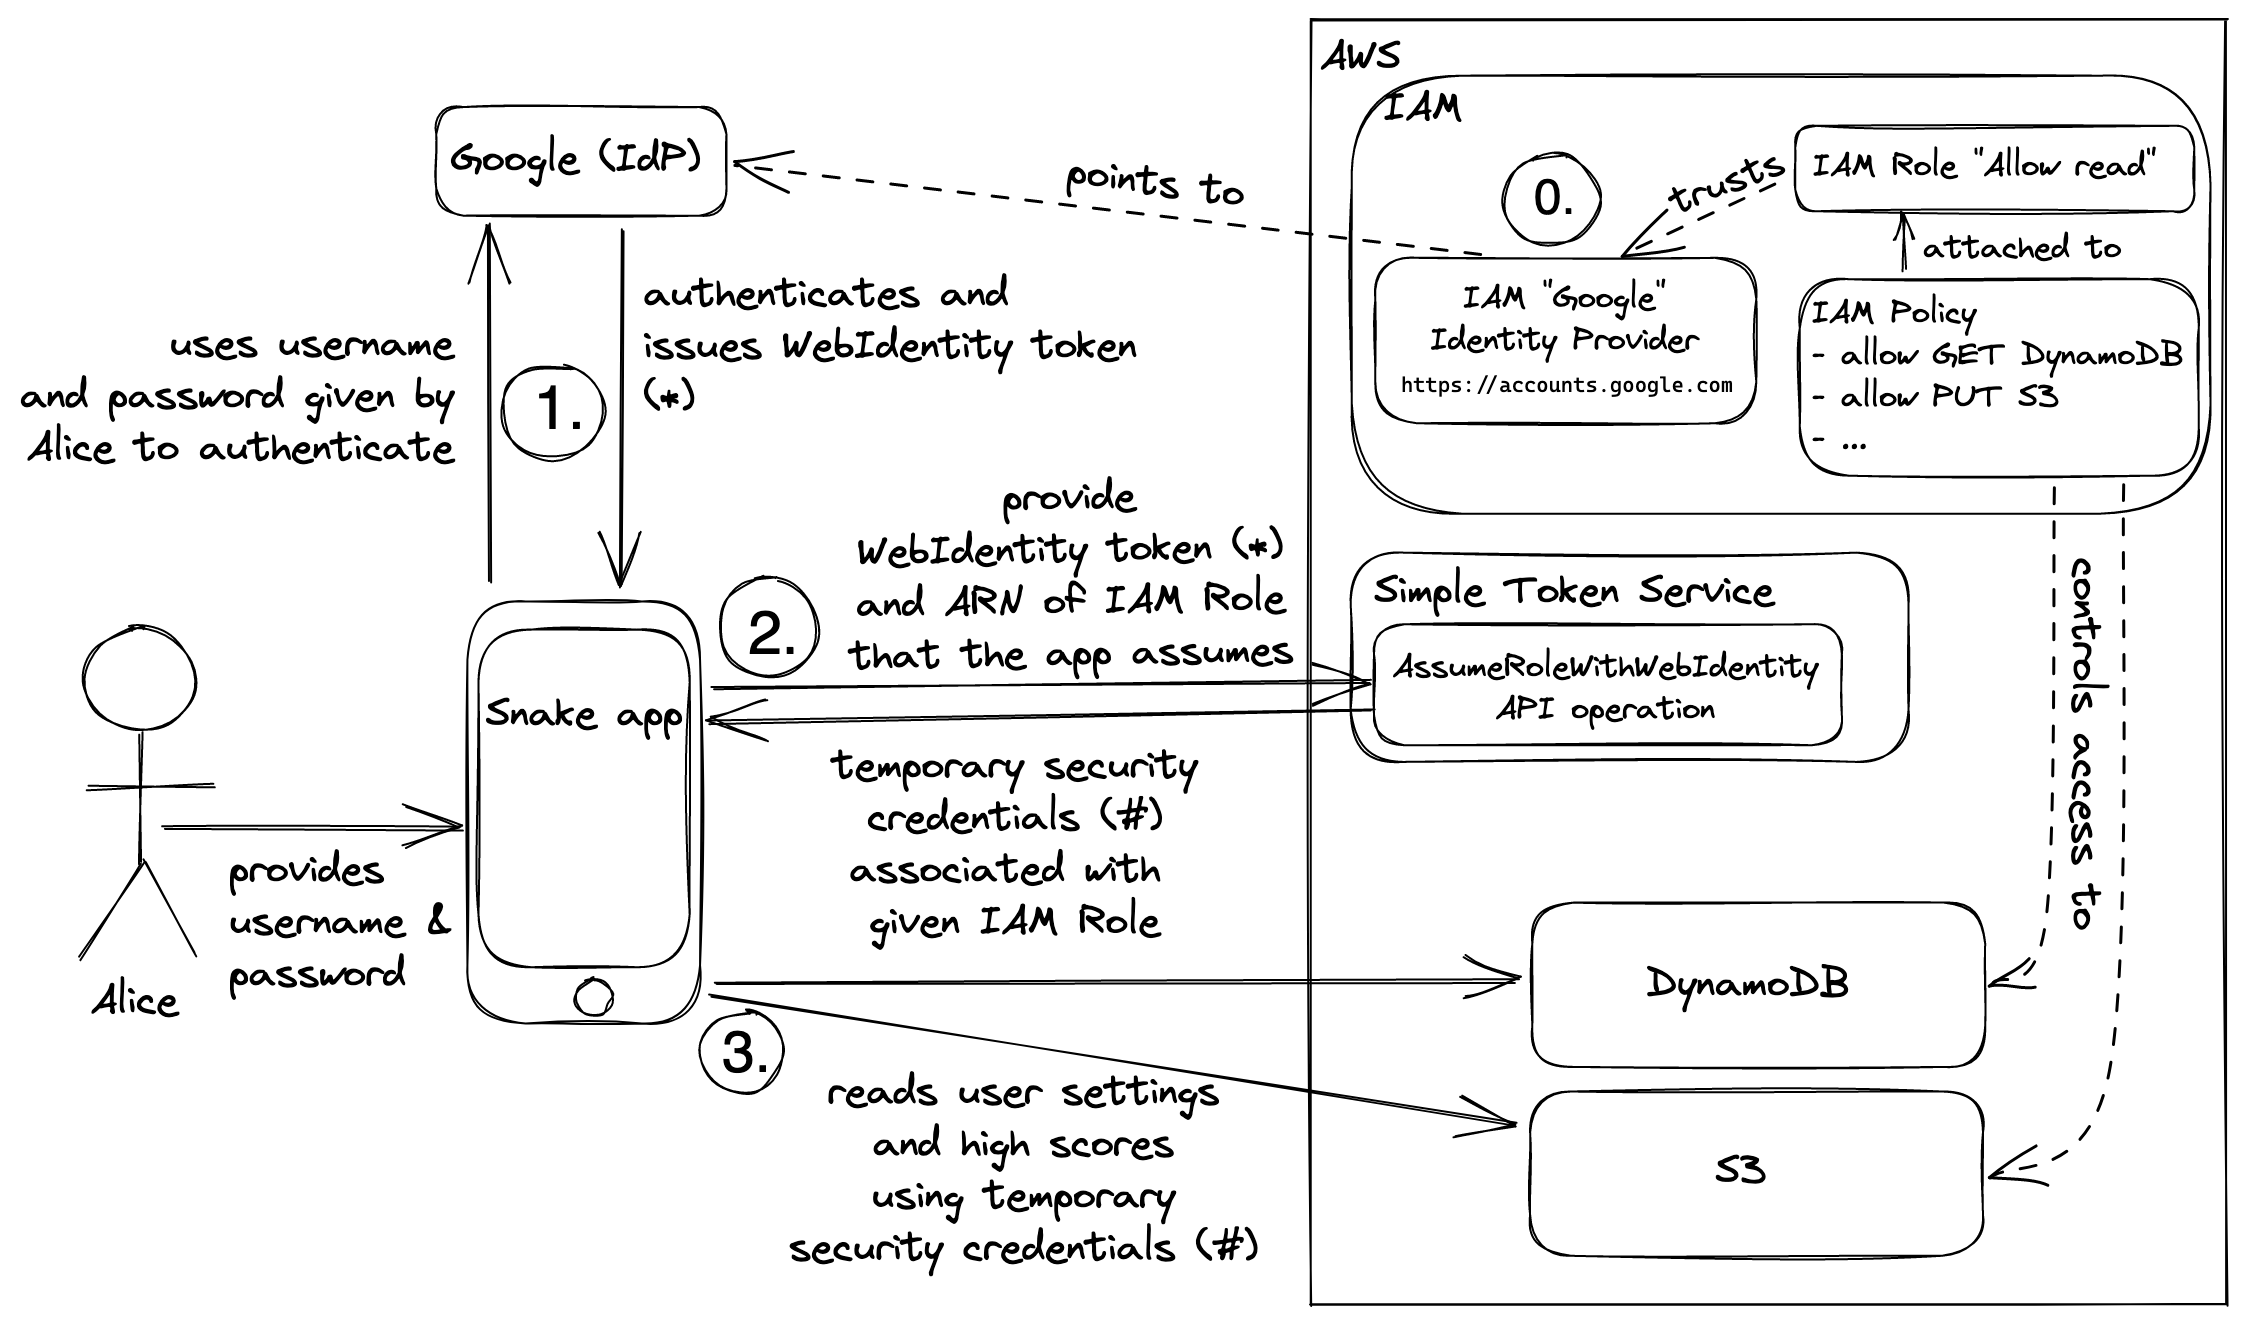 AWS
IAM
Google (IdP)
points to
0.
trusts
IAM Role "Allow read"
attached to
IAM "Google"
Identity Provider
https://accounts.google.com
IAM Policy
- allow GET DynamoDB
- allow PUT S3
- ...
uses username
and password given by
Alice to authenticate
1.
authenticates and
issues WebIdentity token
(*)
2.
provide
WebIdentity token (*)
and ARN of IAM Role
that the app assumes
Simple Token Service
AssumeRoleWithWebIdentity
API operation
controls access to
Snake app
temporary security
credentials (#)
associated with
given IAM Role
provides
username &
password
Alice
DynamoDB
3.
reads user settings
and high scores
using temporary
security credentials (#)
S3